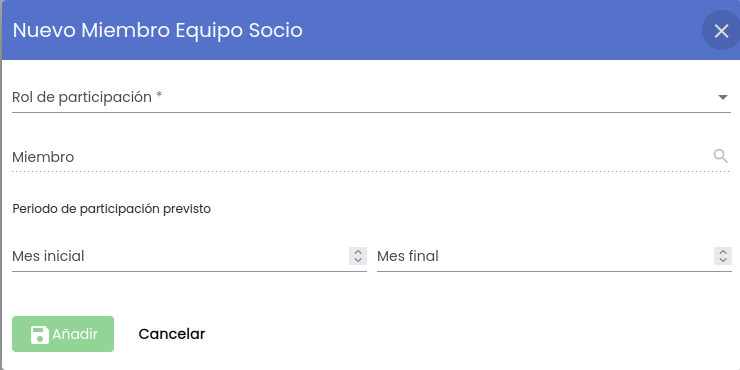 Nuevo Miembro Equipo Socio
Rol de participación *
Miembro
Periodo de participación previsto
Mes inicial Mes final
Añadir Cancelar